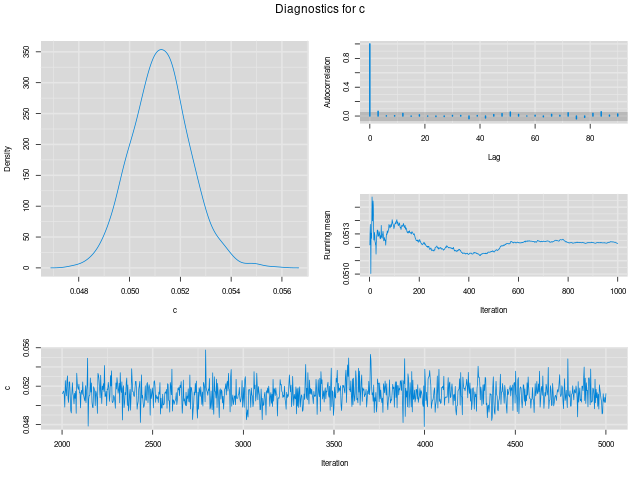 Diagnostics for c
Density
0 50 100 150 200 250 300 350
0.048 0.050 0.052 0.054 0.056
c
Autocorrelation
0.0 0.4 0.8
0 20 40 60 80
Lag
Running mean
0.0510 0.0513
0 200 400 600 800 1000
Iteration
c
0.048 0.052 0.056
2000 2500 3000 3500 4000 4500 5000
Iteration